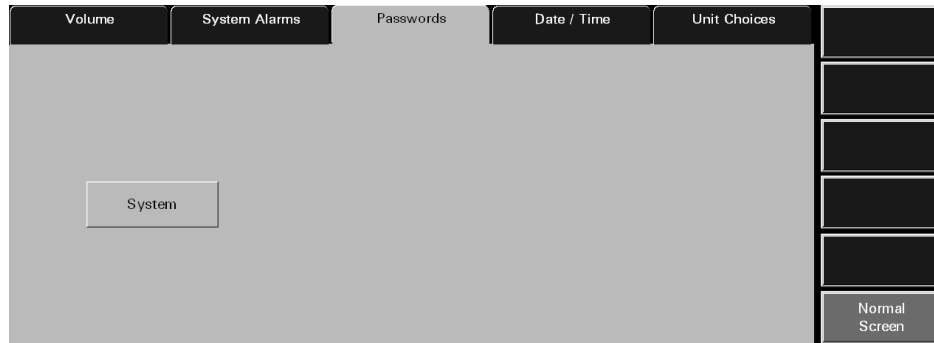 Volume
System Alarms
Passwords
Date / Time
Unit Choices
System
Normal
Screen